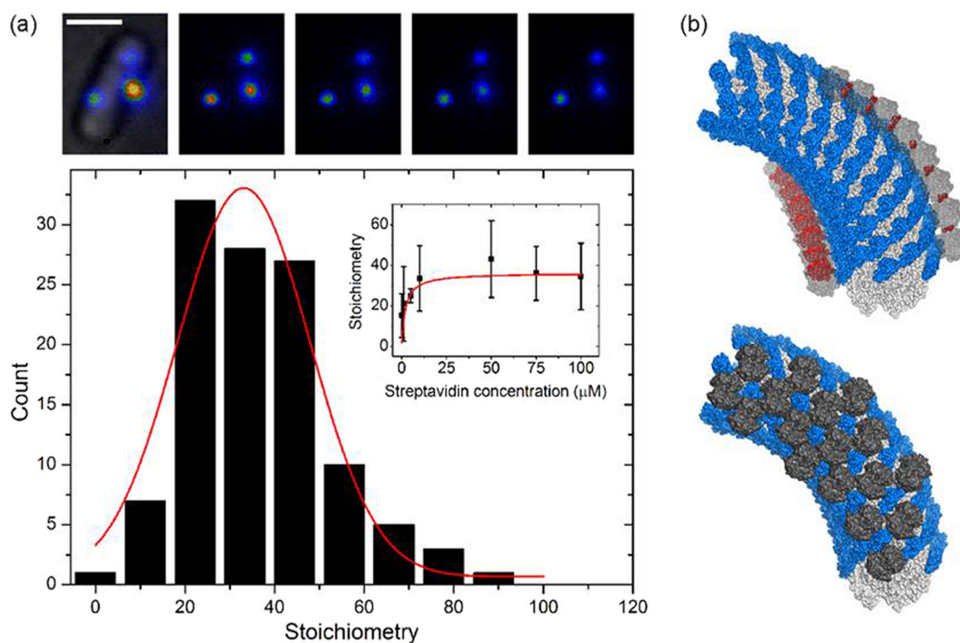 (a)
(b)
30
25
20
15
10
5
0
Count
0 20 40 60 80 100 120
Stoichiometry
60
40
20
0
Stoichiometry
0 25 50 75 100
Streptavidin concentration (μM)